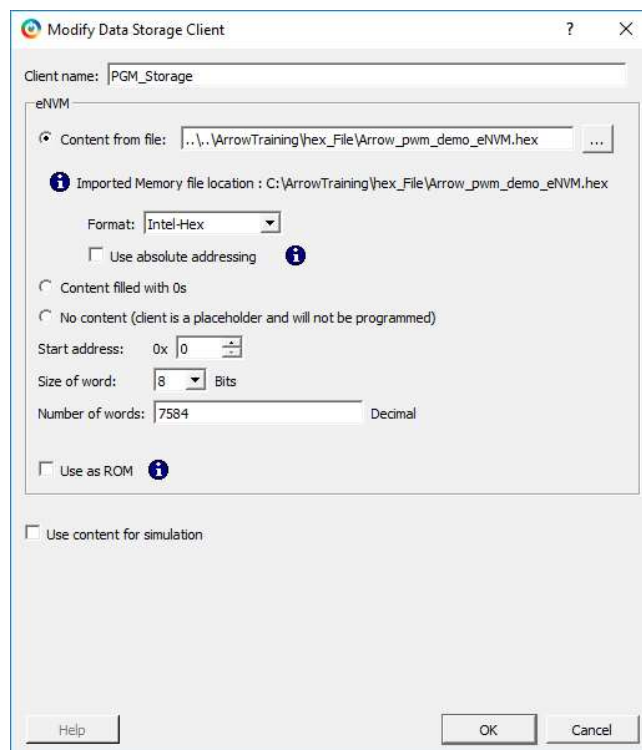 Modify Data Storage Client ? X
Client name: PGM_Storage
eNVM
Content from file: ..\..\ArrowTraining\hex_File\Arrow_pwm_demo_eNVM.hex ...
Imported Memory file location : C:\ArrowTraining\hex_File\Arrow_pwm_demo_eNVM.hex
Format: Intel-Hex
Use absolute addressing
Content filled with 0s
No content (client is a placeholder and will not be programmed)
Start address: 0x 0
Size of word: 8 Bits
Number of words: 7584 Decimal
Use as ROM
Use content for simulation
Help OK Cancel